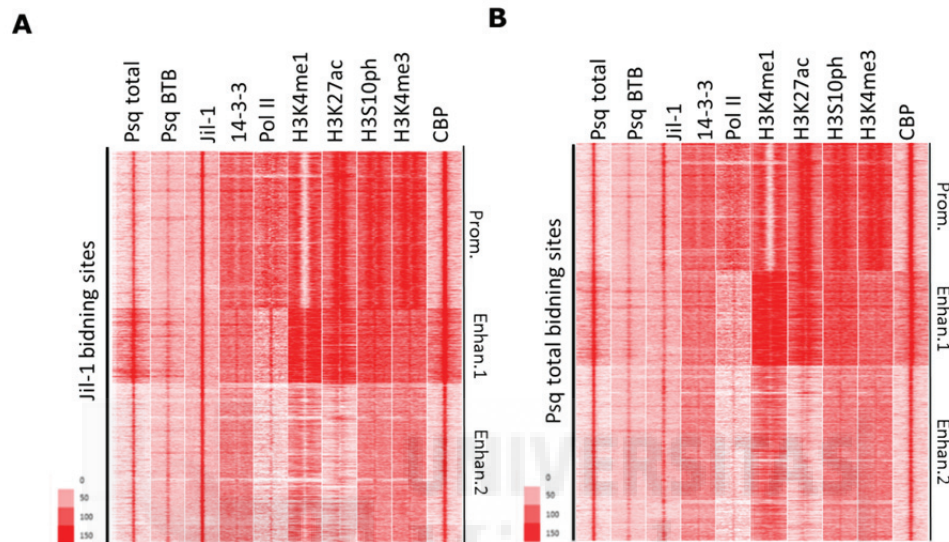 A
Psq total
Psq BTB
Jil-1
14-3-3
Pol II
H3K4me1
H3K27ac
H3S10ph
H3K4me3
CBP
Jil-1 bidning sites
Prom.
Enhan.1
Enhan.2
0
50
100
150
B
Psq total
Psq BTB
Jil-1
14-3-3
Pol II
H3K4me1
H3K27ac
H3S10ph
H3K4me3
CBP
Psq total bidning sites
Prom.
Enhan.1
Enhan.2
0
50
100
150